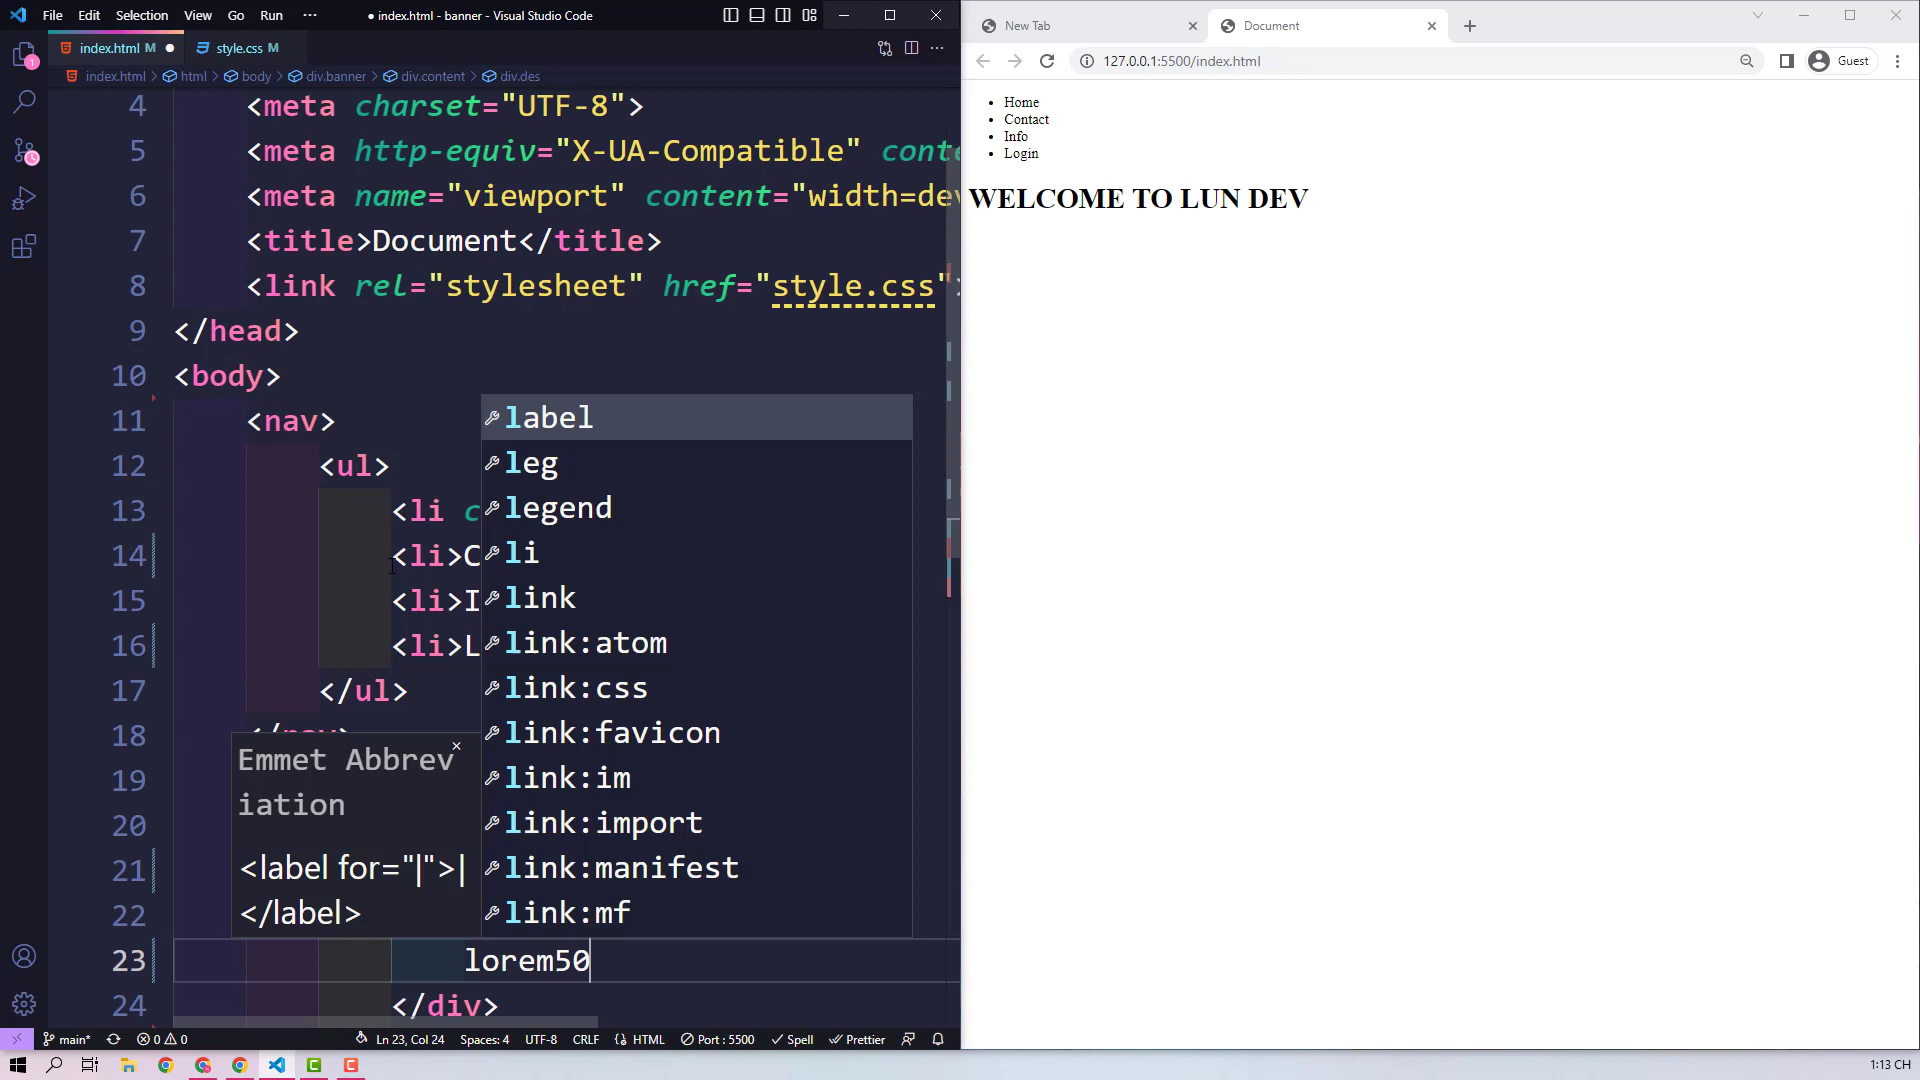 File Edit Selection View Go Run ··· ● index.html - banner - Visual Studio Code
index.html M ● style.css M
index.html > html > body > div.banner > div.content > div.des
4 <meta charset="UTF-8">
5 <meta http-equiv="X-UA-Compatible" conte
6 <meta name="viewport" content="width=dev
7 <title>Document</title>
8 <link rel="stylesheet" href="style.css">
9 </head>
10 <body>
11 <nav>
12 <ul>
13 <li c
14 <li>C
15 <li>I
16 <li>L
17 </ul>
18 </nav>
19
20
21
22
23 lorem50
24 </div>
label
leg
legend
li
link
link:atom
link:css
link:favicon
link:im
link:import
link:manifest
link:mf
Emmet Abbrev
iation
<label for="|">|
</label>
1
main* 0 0 Ln 23, Col 24 Spaces: 4 UTF-8 CRLF HTML Port : 5500 Spell Prettier
New Tab Document
127.0.0.1:5500/index.html Guest
• Home
• Contact
• Info
• Login
WELCOME TO LUN DEV
1:13 CH